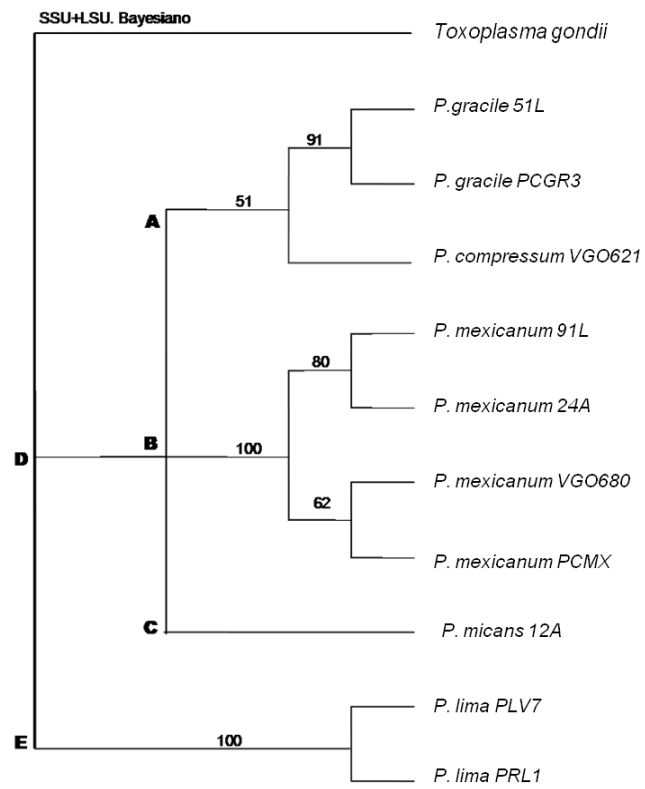 SSU+LSU. Bayesiano
Toxoplasma gondii
P.gracile 51L
91
P. gracile PCGR3
51
A
P. compressum VGO621
P. mexicanum 91L
80
P. mexicanum 24A
B
100
D
P. mexicanum VGO680
62
P. mexicanum PCMX
C
P. micans 12A
P. lima PLV7
E
100
P. lima PRL1